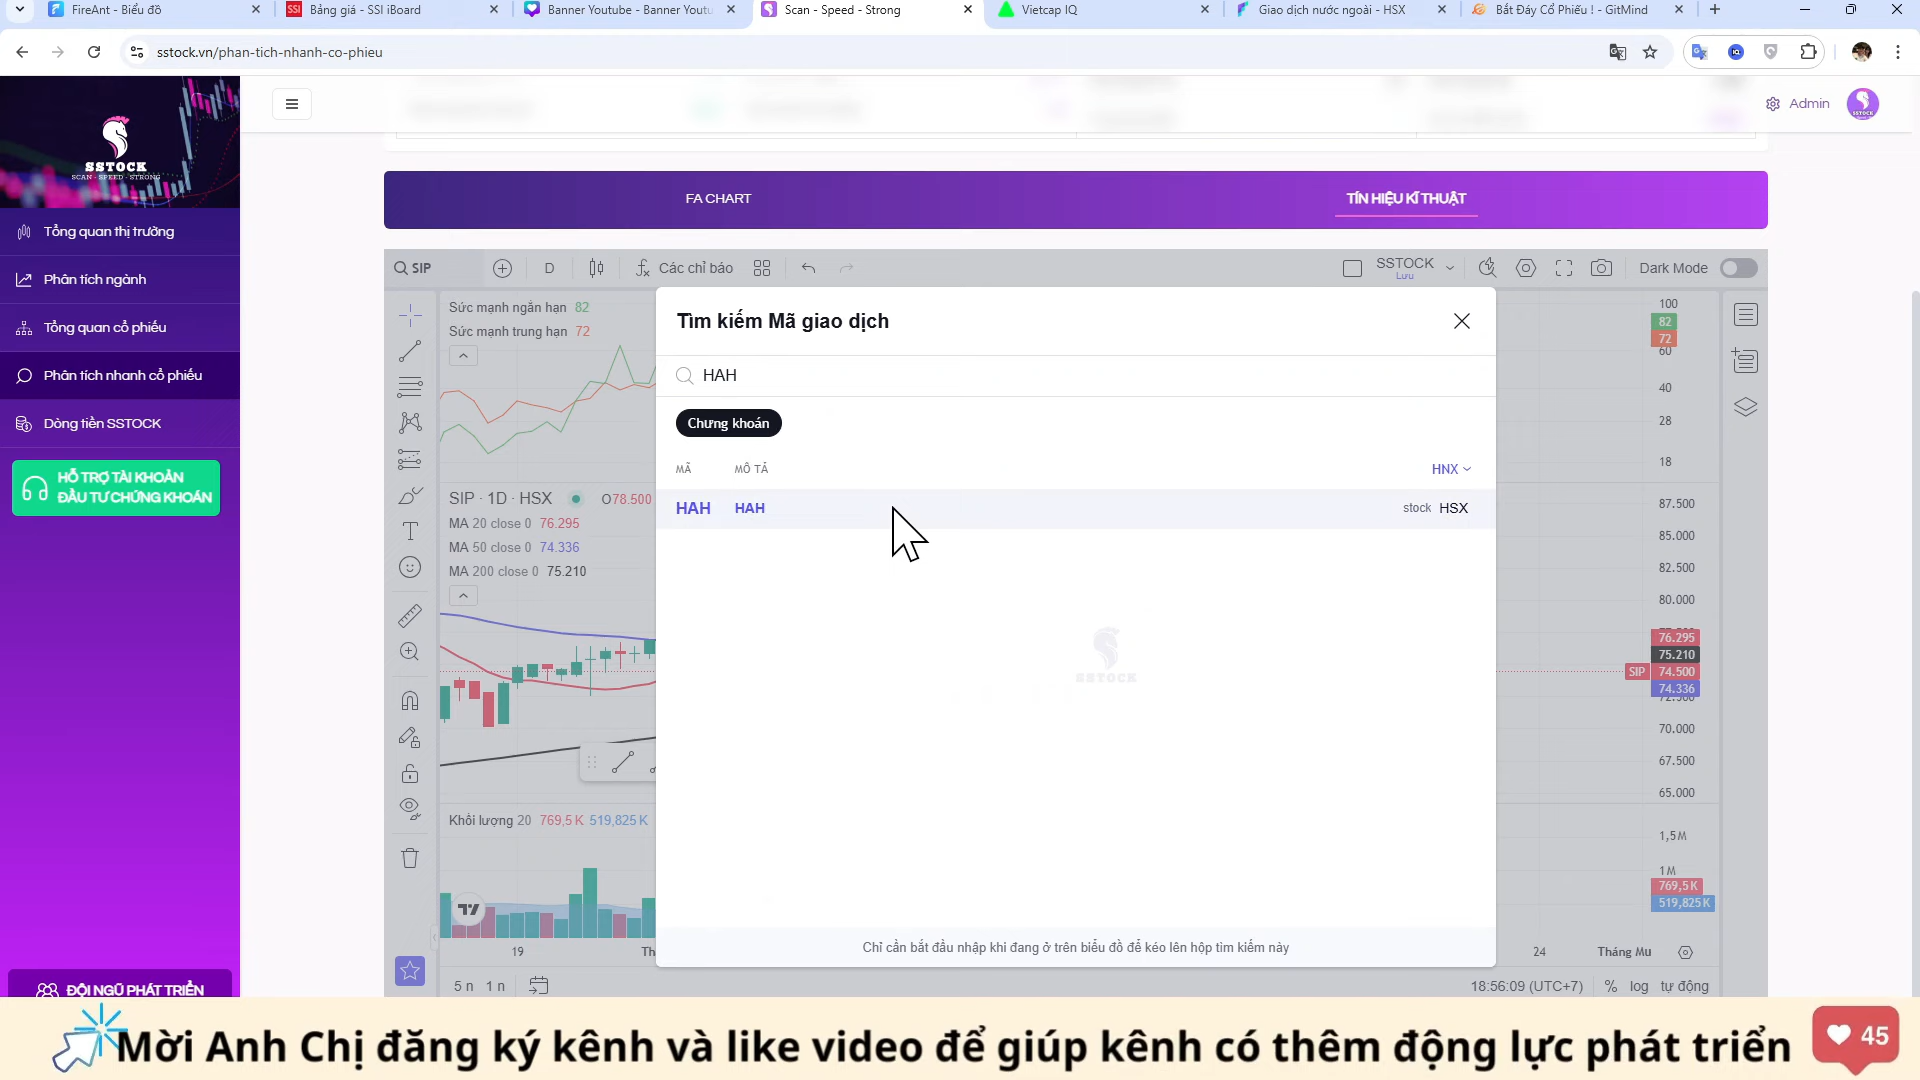 FireAnt - Biểu đồ
Bảng giá - SSI iBoard
Banner Youtube - Banner Youtu
Scan - Speed - Strong
Vietcap IQ
Giao dịch nước ngoài - HSX
Bắt Đáy Cổ Phiếu ! - GitMind
sstock.vn/phan-tich-nhanh-co-phieu
SSTOCK
SCAN - SPEED - STRONG
Admin
Tổng quan thị trường
Phân tích ngành
Tổng quan cổ phiếu
Phân tích nhanh cổ phiếu
Dòng tiền SSTOCK
HỖ TRỢ TÀI KHOẢN
ĐẦU TƯ CHỨNG KHOÁN
ĐỘI NGŨ PHÁT TRIỂN
FA CHART
TÍN HIỆU KĨ THUẬT
SIP
D
Các chỉ báo
SSTOCK
Lưu
Dark Mode
Sức mạnh ngắn hạn 82
Sức mạnh trung hạn 72
SIP · 1D · HSX
O78.500
MA 20 close 0 76.295
MA 50 close 0 74.336
MA 200 close 0 75.210
Khối lượng 20 769,5K 519,825K
Tìm kiếm Mã giao dịch
HAH
Chưng khoán
MÃ
MÔ TẢ
HNX
HAH
HAH
stock HSX
SSTOCK
Chỉ cần bắt đầu nhập khi đang ở trên biểu đồ để kéo lên hộp tìm kiếm này
100
82
72
60
40
28
18
87.500
85.000
82.500
80.000
76.295
75.210
SIP 74.500
74.336
70.000
67.500
65.000
1,5M
1M
769,5K
519,825K
19
Th
24
Tháng Mu
5 n 1 n
18:56:09 (UTC+7)
% log tự động
Mời Anh Chị đăng ký kênh và like video để giúp kênh có thêm động lực phát triển
45